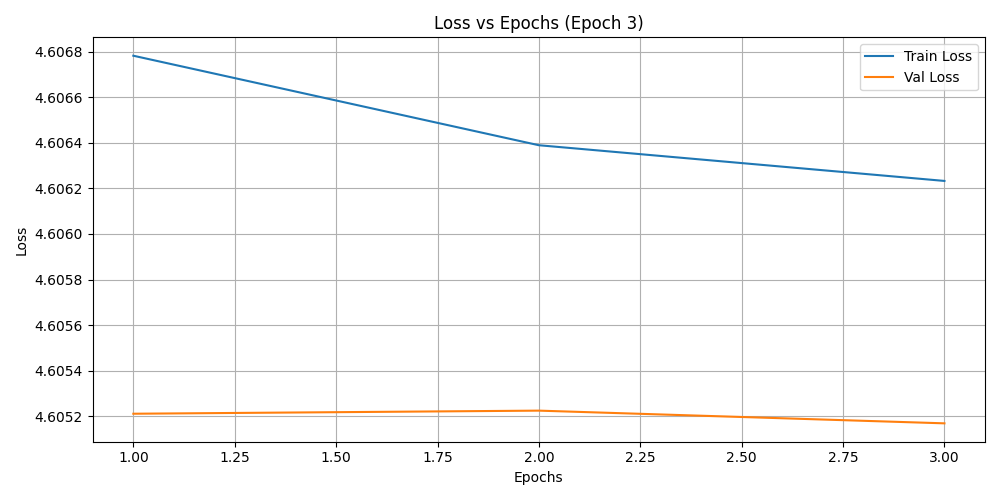 Loss vs Epochs (Epoch 3)
Train Loss
Val Loss
4.6068
4.6066
4.6064
4.6062
4.6060
4.6058
4.6056
4.6054
4.6052
Loss
1.00 1.25 1.50 1.75 2.00 2.25 2.50 2.75 3.00
Epochs